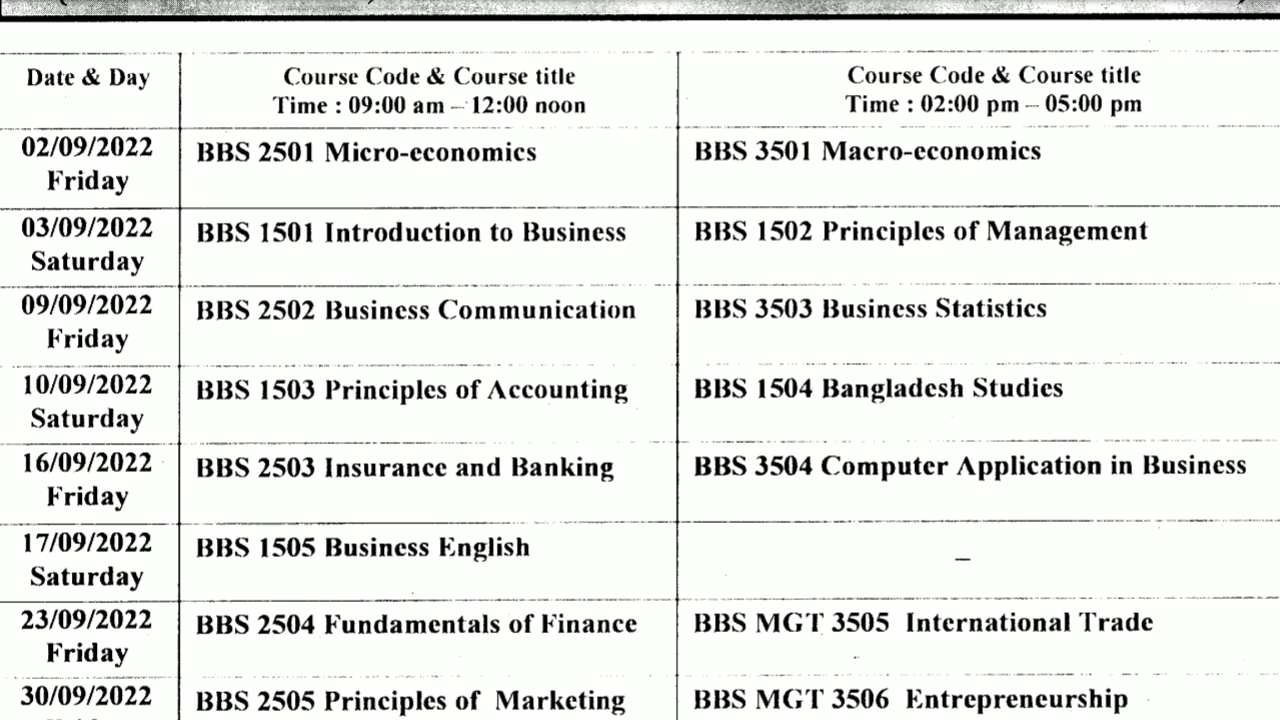 Date & Day
Course Code & Course title
Time : 09:00 am – 12:00 noon
Course Code & Course title
Time : 02:00 pm – 05:00 pm
02/09/2022
Friday
BBS 2501 Micro-economics
BBS 3501 Macro-economics
03/09/2022
Saturday
BBS 1501 Introduction to Business
BBS 1502 Principles of Management
09/09/2022
Friday
BBS 2502 Business Communication
BBS 3503 Business Statistics
10/09/2022
Saturday
BBS 1503 Principles of Accounting
BBS 1504 Bangladesh Studies
16/09/2022
Friday
BBS 2503 Insurance and Banking
BBS 3504 Computer Application in Business
17/09/2022
Saturday
BBS 1505 Business English
–
23/09/2022
Friday
BBS 2504 Fundamentals of Finance
BBS MGT 3505 International Trade
30/09/2022
BBS 2505 Principles of Marketing
BBS MGT 3506 Entrepreneurship